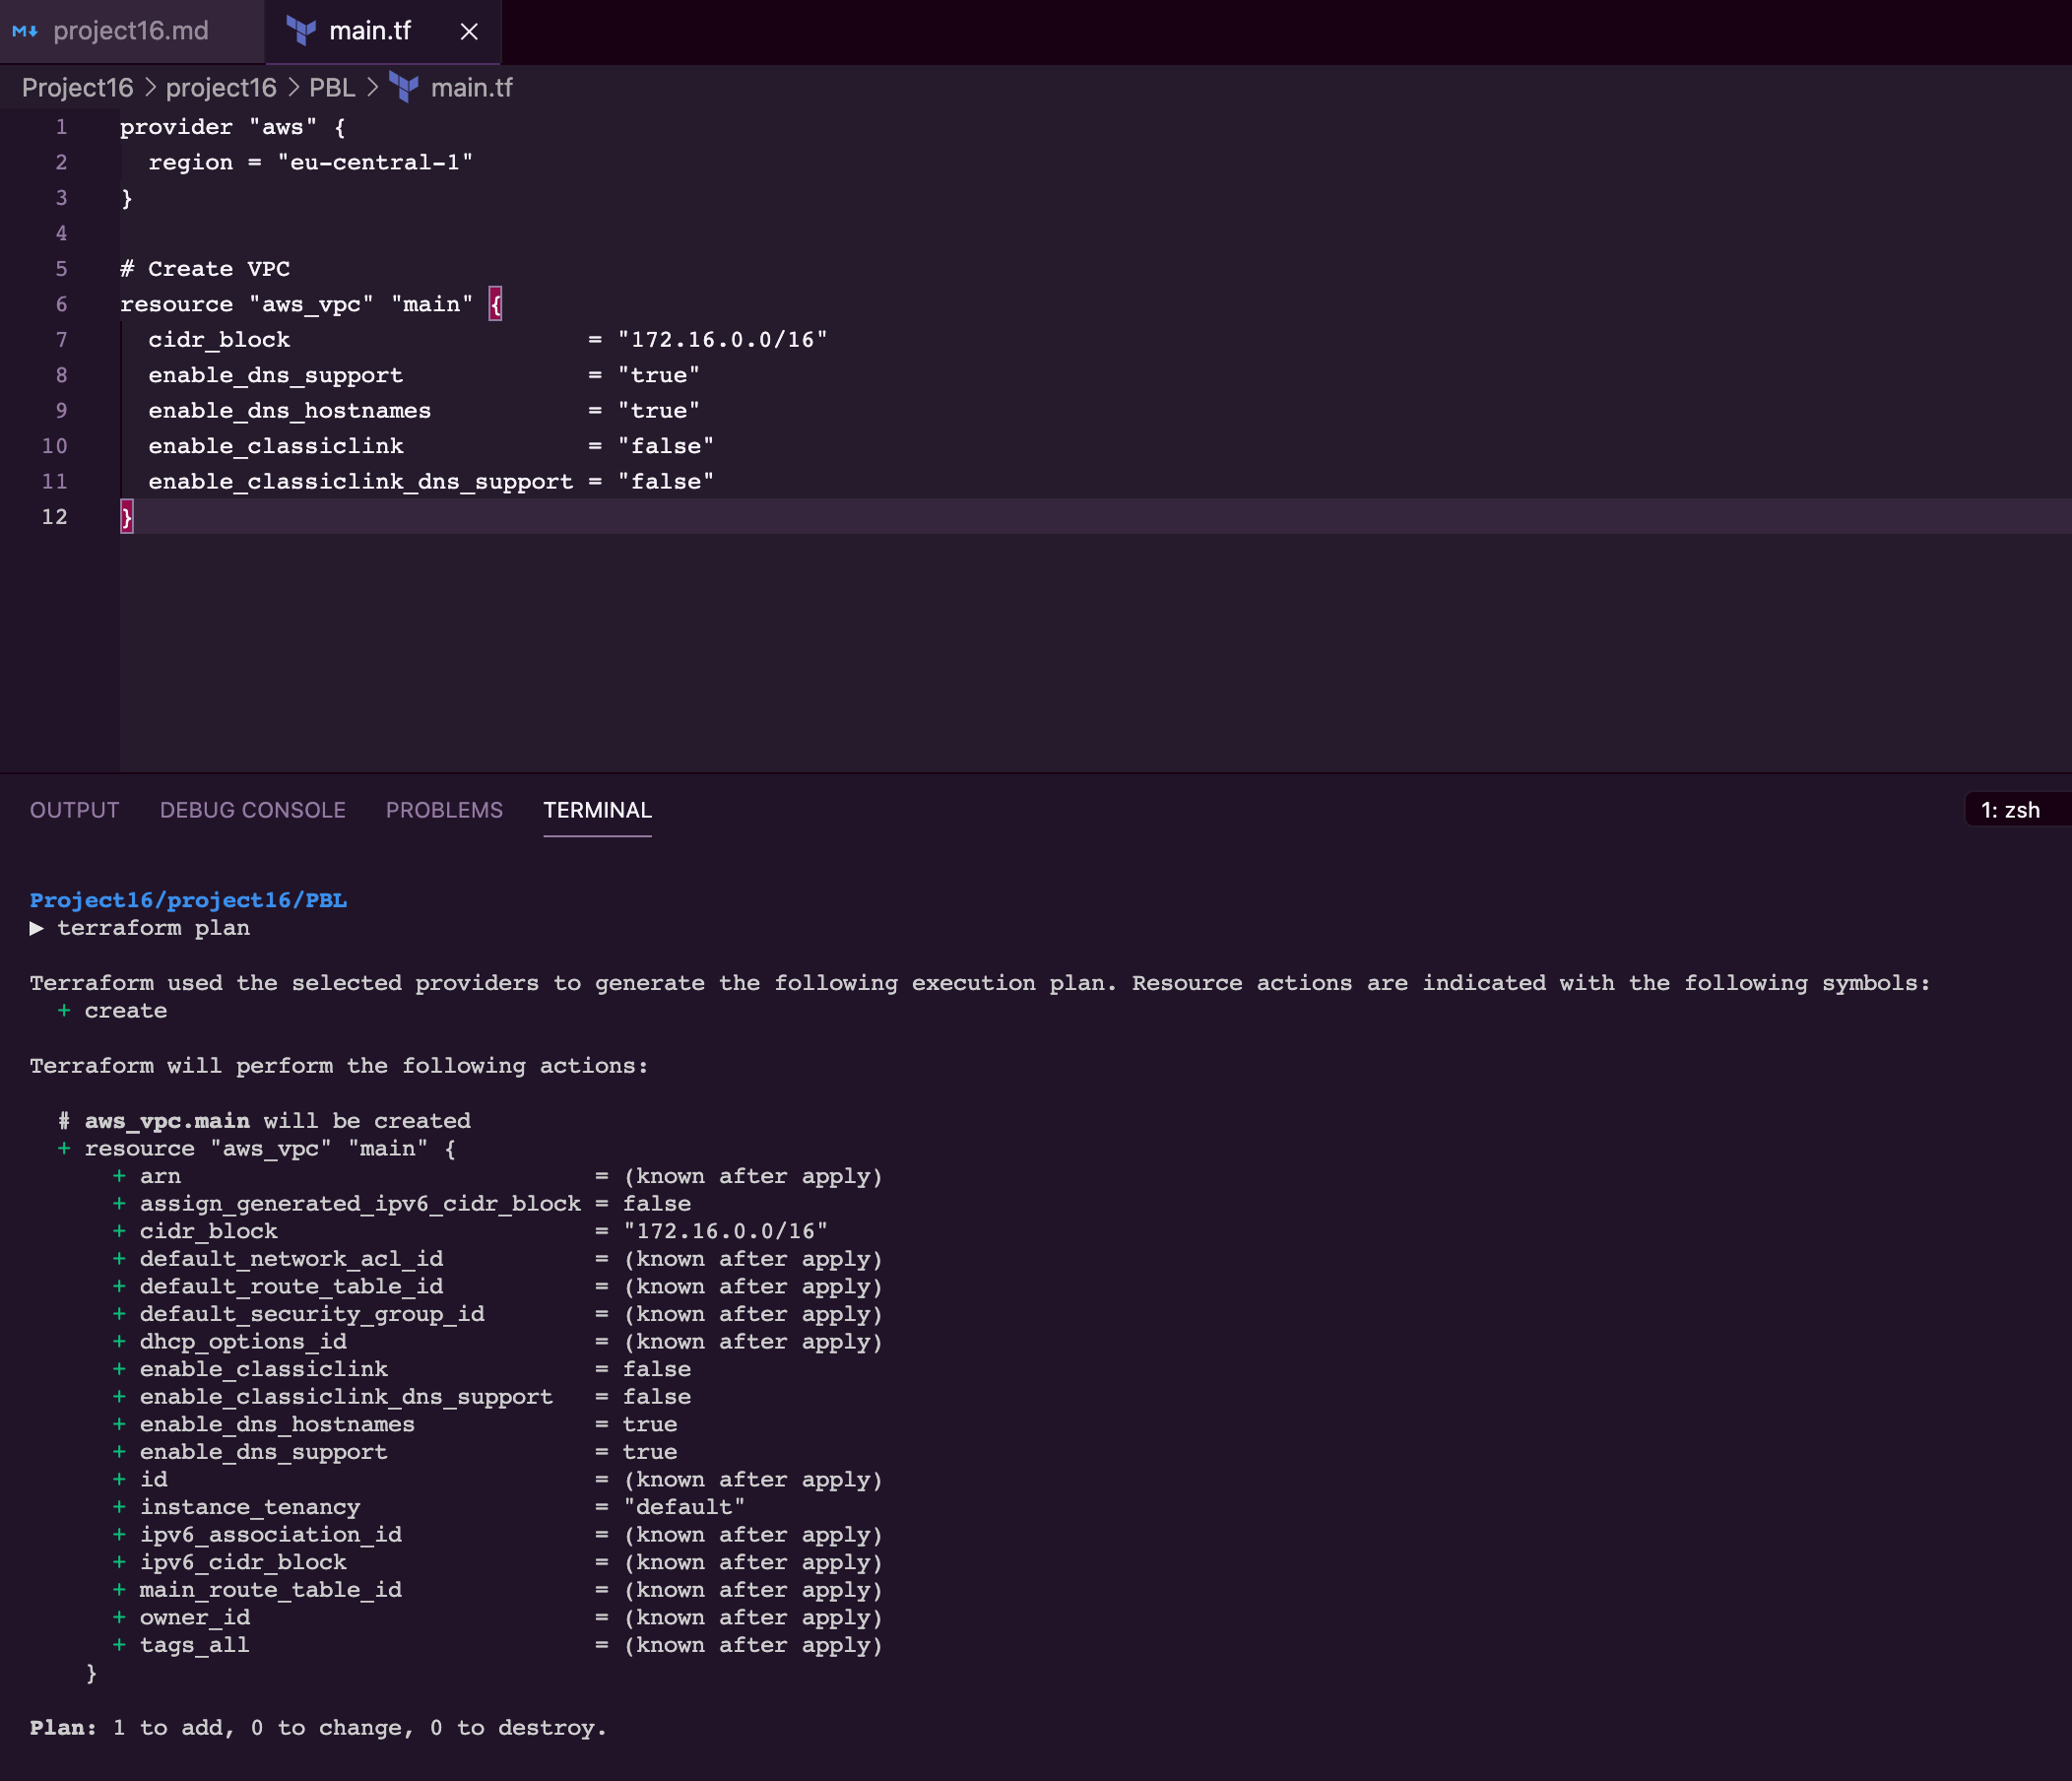 project16.md main.tf
Project16 > project16 > PBL > main.tf
1 provider "aws" {
2   region = "eu-central-1"
3 }
4
5 # Create VPC
6 resource "aws_vpc" "main" {
7   cidr_block                     = "172.16.0.0/16"
8   enable_dns_support             = "true"
9   enable_dns_hostnames           = "true"
10   enable_classiclink             = "false"
11   enable_classiclink_dns_support = "false"
12 }
OUTPUT DEBUG CONSOLE PROBLEMS TERMINAL 1: zsh
Project16/project16/PBL
▶ terraform plan
Terraform used the selected providers to generate the following execution plan. Resource actions are indicated with the following symbols:
  + create
Terraform will perform the following actions:
  # aws_vpc.main will be created
  + resource "aws_vpc" "main" {
      + arn                              = (known after apply)
      + assign_generated_ipv6_cidr_block = false
      + cidr_block                       = "172.16.0.0/16"
      + default_network_acl_id           = (known after apply)
      + default_route_table_id           = (known after apply)
      + default_security_group_id        = (known after apply)
      + dhcp_options_id                  = (known after apply)
      + enable_classiclink               = false
      + enable_classiclink_dns_support   = false
      + enable_dns_hostnames             = true
      + enable_dns_support               = true
      + id                               = (known after apply)
      + instance_tenancy                 = "default"
      + ipv6_association_id              = (known after apply)
      + ipv6_cidr_block                  = (known after apply)
      + main_route_table_id              = (known after apply)
      + owner_id                         = (known after apply)
      + tags_all                         = (known after apply)
    }
Plan: 1 to add, 0 to change, 0 to destroy.